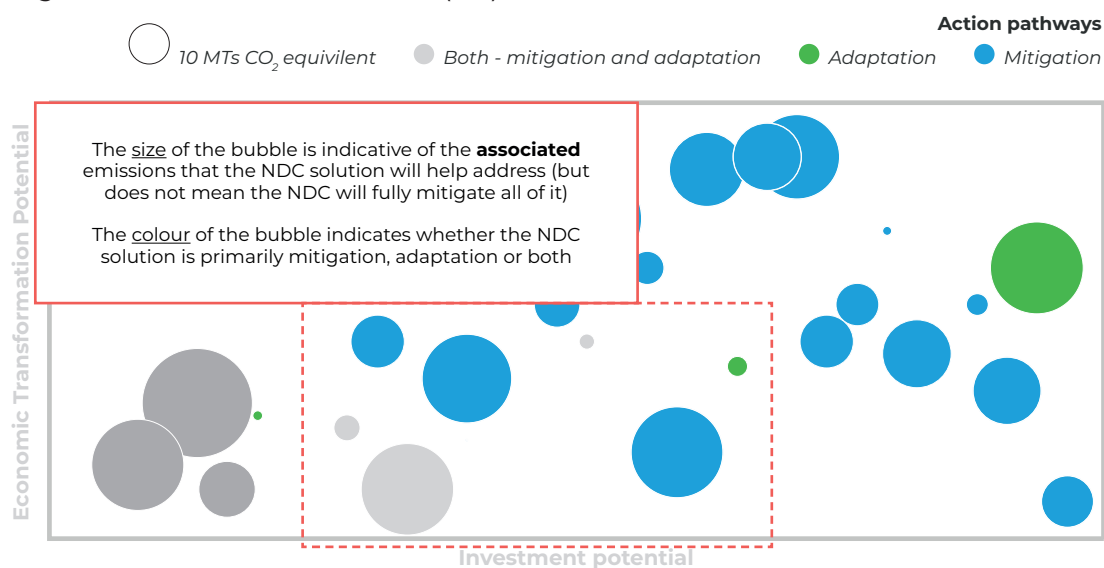 Action pathways
10 MTs CO2 equivilent
Both - mitigation and adaptation
Adaptation
Mitigation
Economic Transformation Potential
The size of the bubble is indicative of the associated
emissions that the NDC solution will help address (but
does not mean the NDC will fully mitigate all of it)
The colour of the bubble indicates whether the NDC
solution is primarily mitigation, adaptation or both
Investment potential